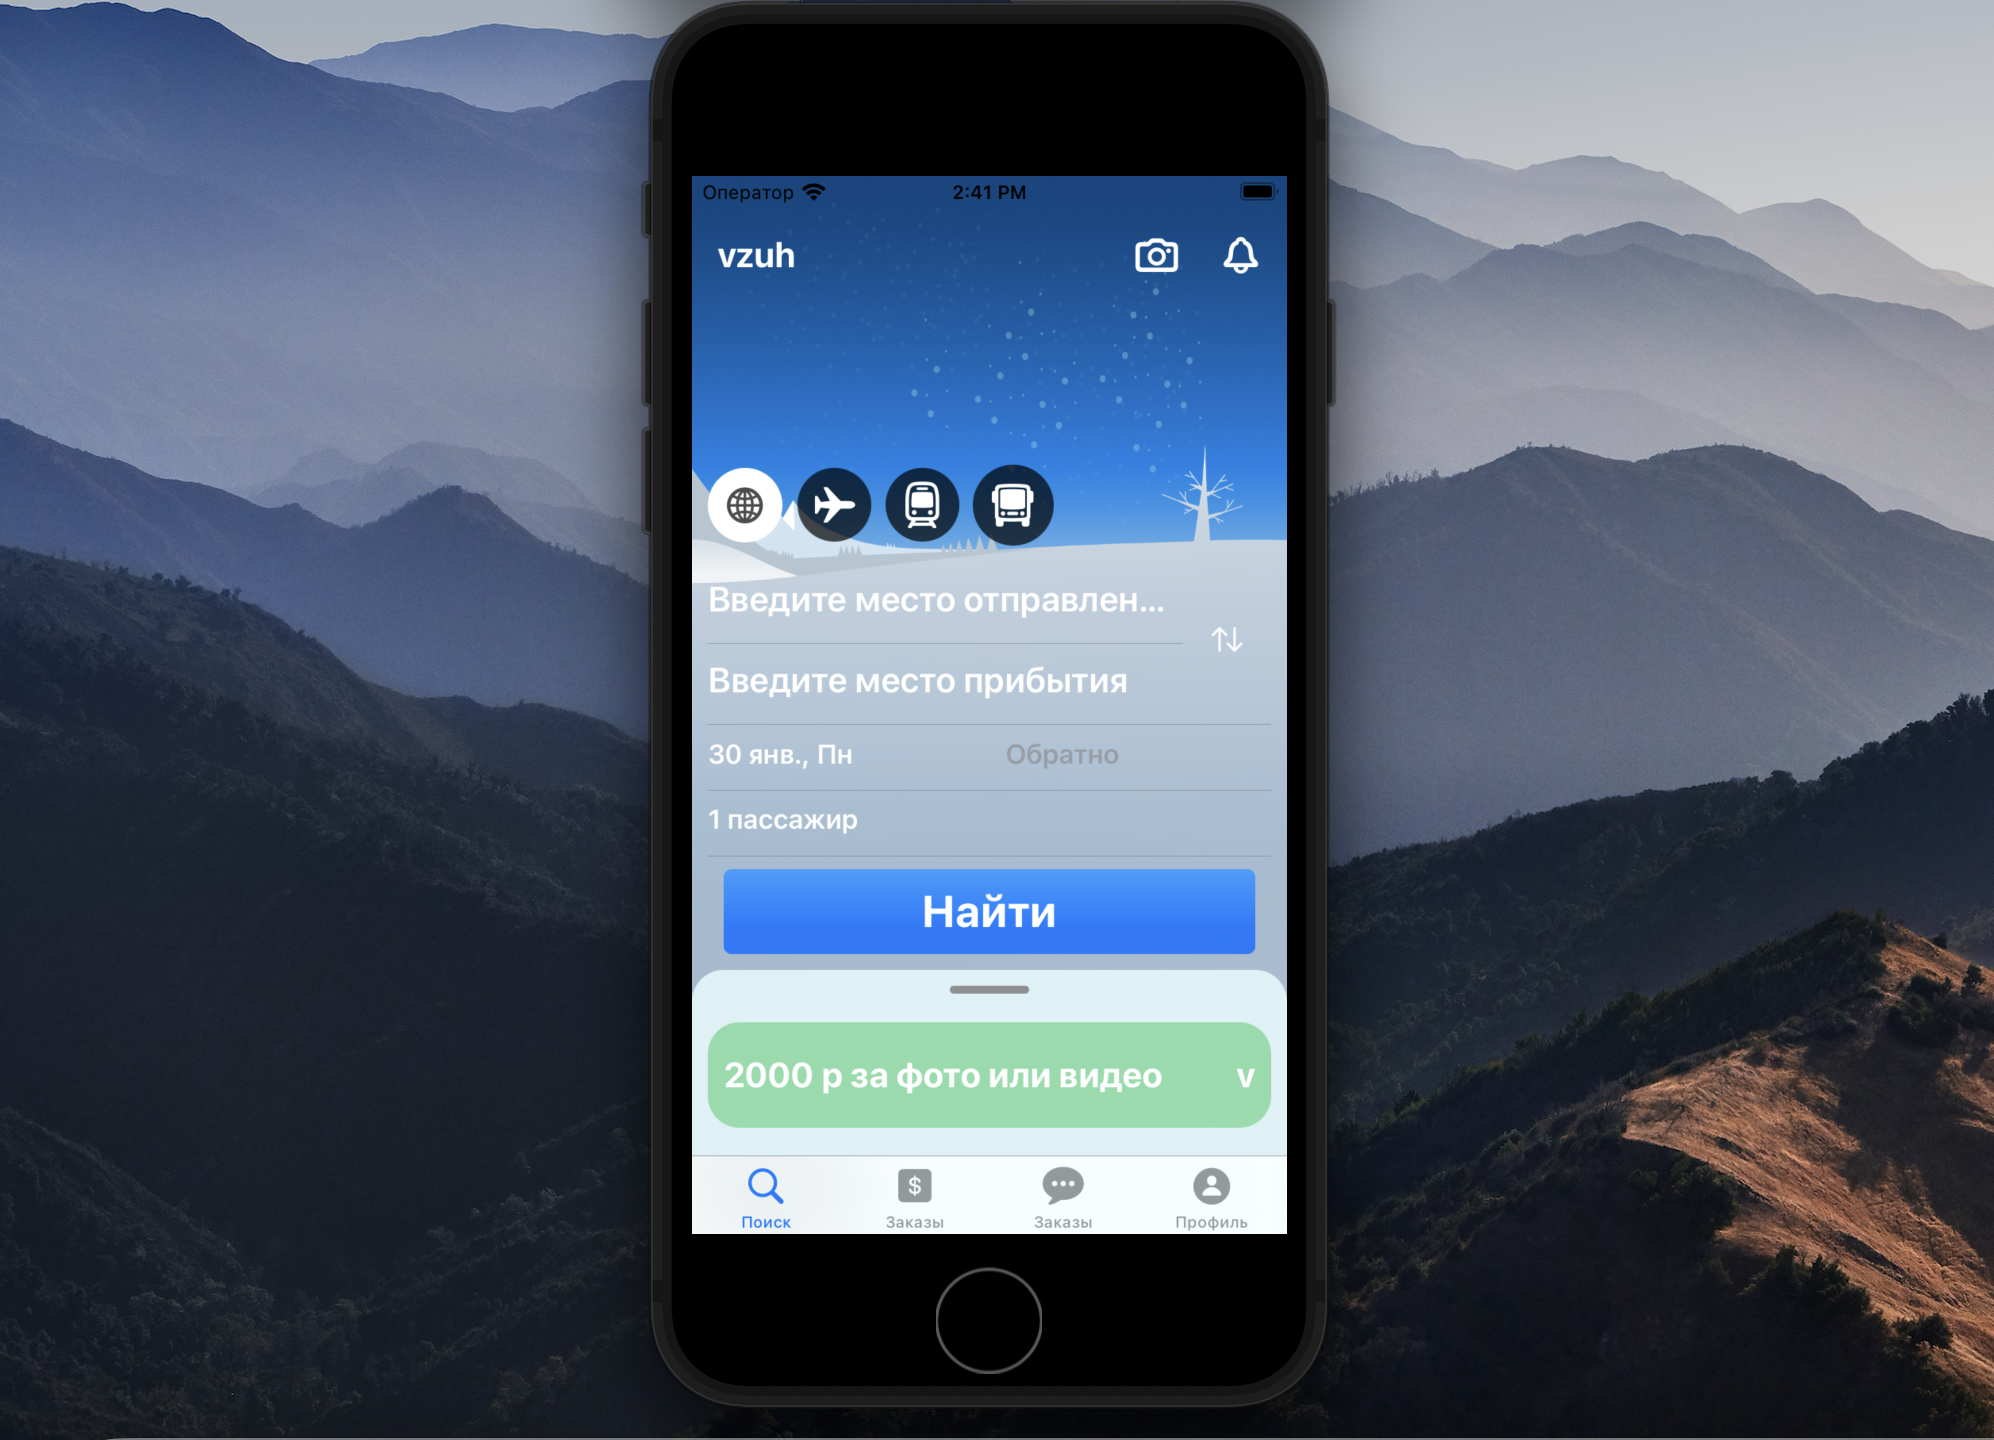 Оператор 2:41 PM
vzuh
Введите место отправлен...
Введите место прибытия
30 янв., Пн Обратно
1 пассажир
Найти
2000 р за фото или видео v
$
Поиск Заказы Заказы Профиль